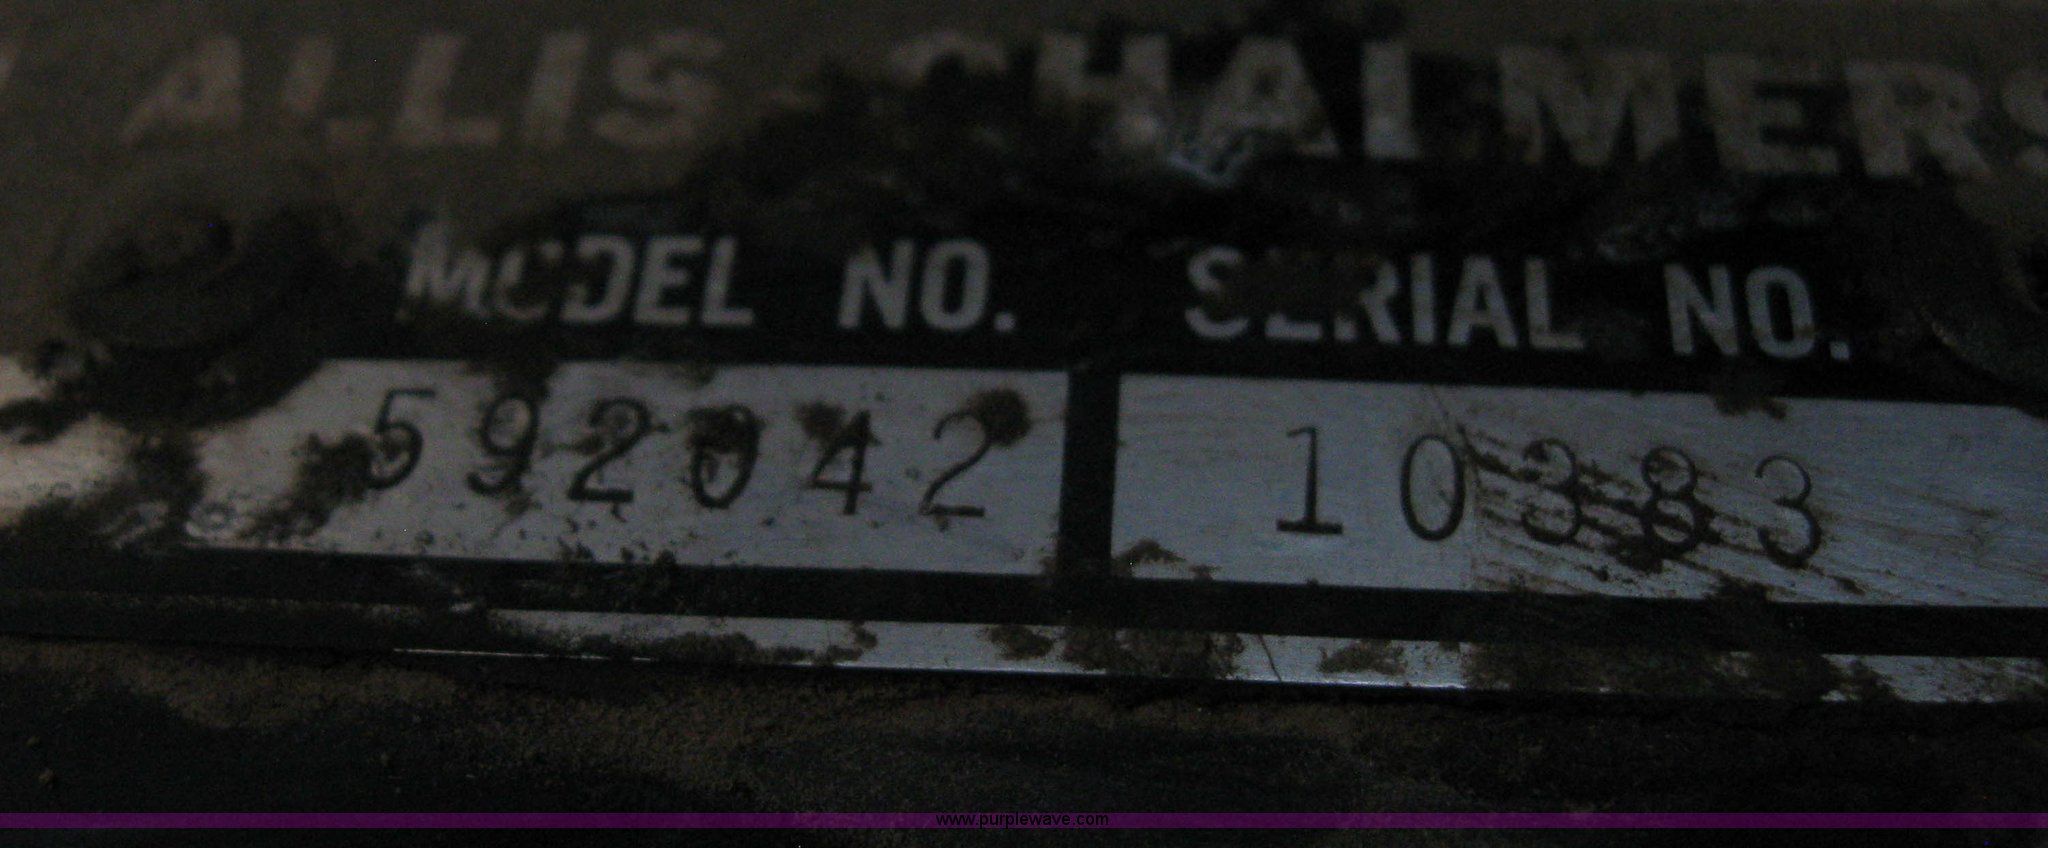 ALLIS-CHALMERS
MODEL NO. SERIAL NO.
592042 10383
www.purplewave.com